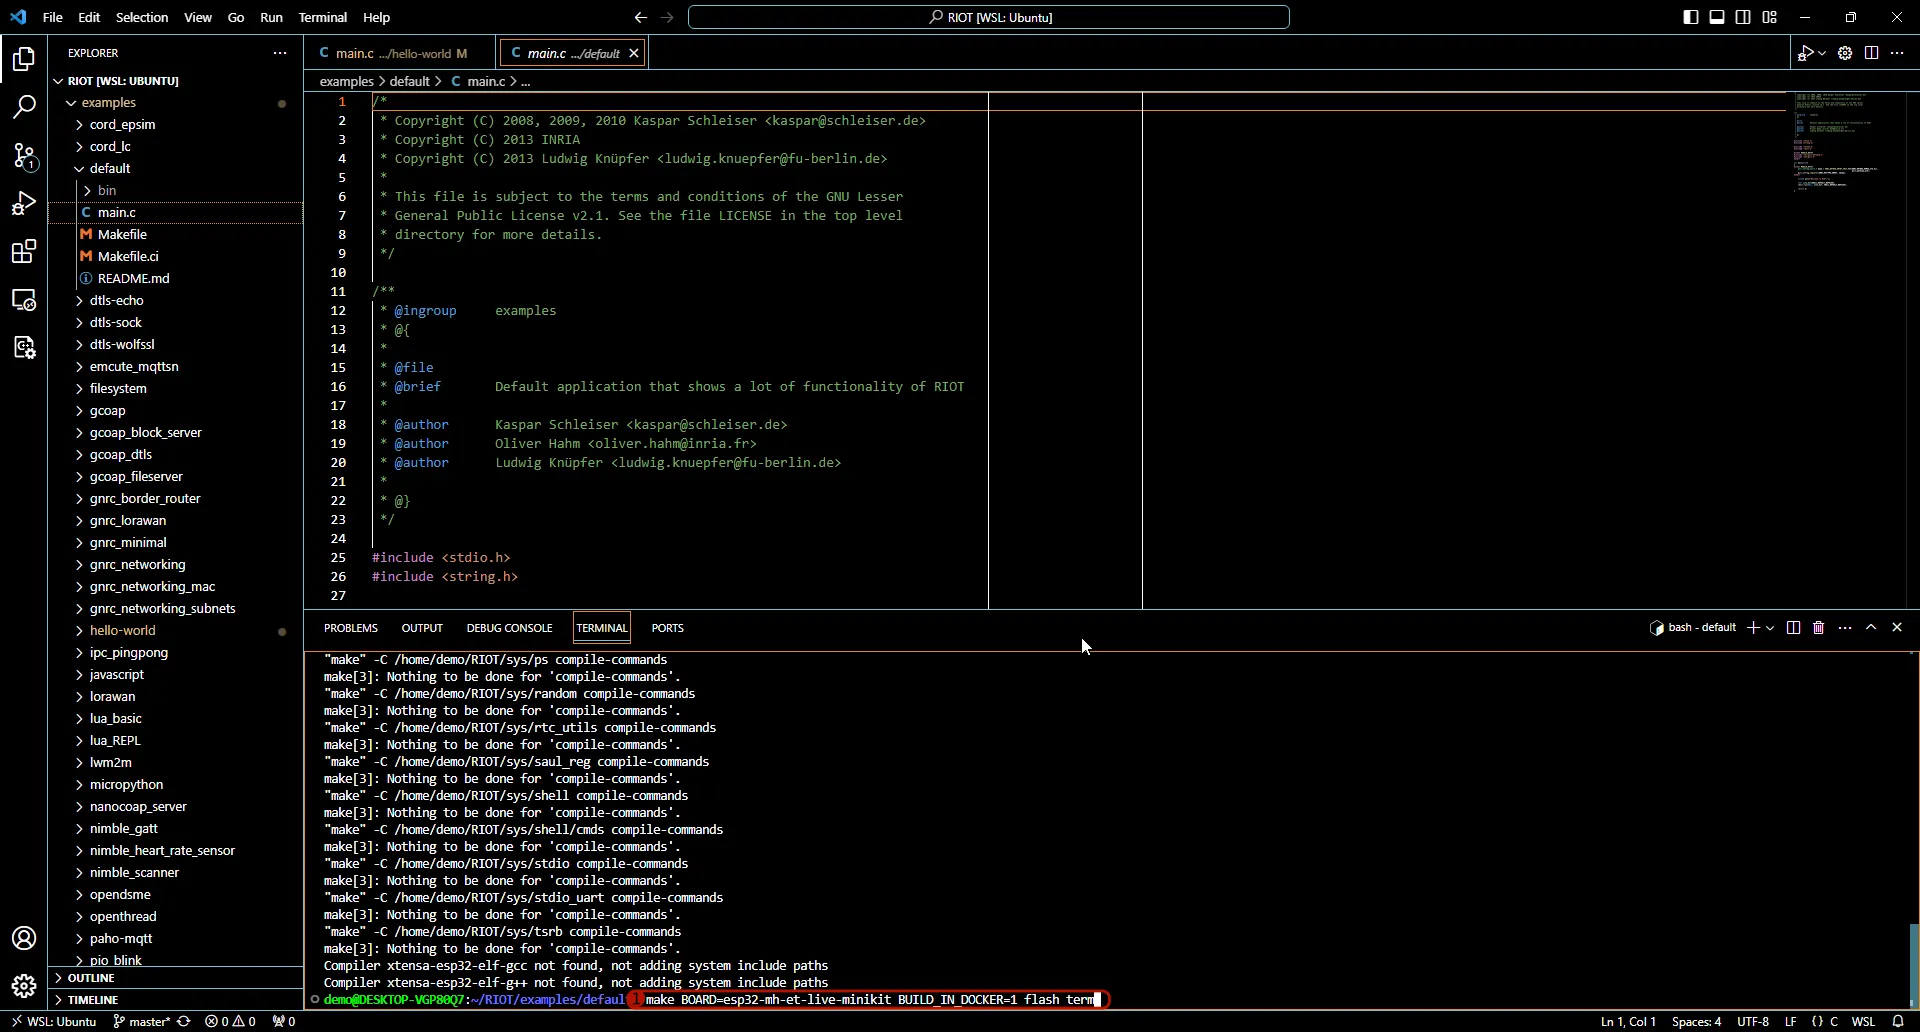 File Edit Selection View Go Run Terminal Help
RIOT [WSL: Ubuntu]
EXPLORER
RIOT [WSL: UBUNTU]
examples
cord_epsim
cord_lc
default
bin
main.c
Makefile
Makefile.ci
README.md
dtls-echo
dtls-sock
dtls-wolfssl
emcute_mqttsn
filesystem
gcoap
gcoap_block_server
gcoap_dtls
gcoap_fileserver
gnrc_border_router
gnrc_lorawan
gnrc_minimal
gnrc_networking
gnrc_networking_mac
gnrc_networking_subnets
hello-world
ipc_pingpong
javascript
lorawan
lua_basic
lua_REPL
lwm2m
micropython
nanocoap_server
nimble_gatt
nimble_heart_rate_sensor
nimble_scanner
opendsme
openthread
paho-mqtt
pio_blink
OUTLINE
TIMELINE
C main.c .../hello-world M
C main.c .../default
examples > default > C main.c > ...
1 /*
2 * Copyright (C) 2008, 2009, 2010 Kaspar Schleiser <kaspar@schleiser.de>
3 * Copyright (C) 2013 INRIA
4 * Copyright (C) 2013 Ludwig Knüpfer <ludwig.knuepfer@fu-berlin.de>
5 *
6 * This file is subject to the terms and conditions of the GNU Lesser
7 * General Public License v2.1. See the file LICENSE in the top level
8 * directory for more details.
9 */
10
11 /**
12 * @ingroup examples
13 * @{
14 *
15 * @file
16 * @brief Default application that shows a lot of functionality of RIOT
17 *
18 * @author Kaspar Schleiser <kaspar@schleiser.de>
19 * @author Oliver Hahm <oliver.hahm@inria.fr>
20 * @author Ludwig Knüpfer <ludwig.knuepfer@fu-berlin.de>
21 *
22 * @}
23 */
24
25 #include <stdio.h>
26 #include <string.h>
27
PROBLEMS OUTPUT DEBUG CONSOLE TERMINAL PORTS
bash - default
"make" -C /home/demo/RIOT/sys/ps compile-commands
make[3]: Nothing to be done for 'compile-commands'.
"make" -C /home/demo/RIOT/sys/random compile-commands
make[3]: Nothing to be done for 'compile-commands'.
"make" -C /home/demo/RIOT/sys/rtc_utils compile-commands
make[3]: Nothing to be done for 'compile-commands'.
"make" -C /home/demo/RIOT/sys/saul_reg compile-commands
make[3]: Nothing to be done for 'compile-commands'.
"make" -C /home/demo/RIOT/sys/shell compile-commands
make[3]: Nothing to be done for 'compile-commands'.
"make" -C /home/demo/RIOT/sys/shell/cmds compile-commands
make[3]: Nothing to be done for 'compile-commands'.
"make" -C /home/demo/RIOT/sys/stdio compile-commands
make[3]: Nothing to be done for 'compile-commands'.
"make" -C /home/demo/RIOT/sys/stdio_uart compile-commands
make[3]: Nothing to be done for 'compile-commands'.
"make" -C /home/demo/RIOT/sys/tsrb compile-commands
make[3]: Nothing to be done for 'compile-commands'.
Compiler xtensa-esp32-elf-gcc not found, not adding system include paths
Compiler xtensa-esp32-elf-g++ not found, not adding system include paths
demo@DESKTOP-VGP80Q7:~/RIOT/examples/default 1 make BOARD=esp32-mh-et-live-minikit BUILD_IN_DOCKER=1 flash term
WSL: Ubuntu master* 0 0 0
Ln 1, Col 1 Spaces: 4 UTF-8 LF {} C WSL